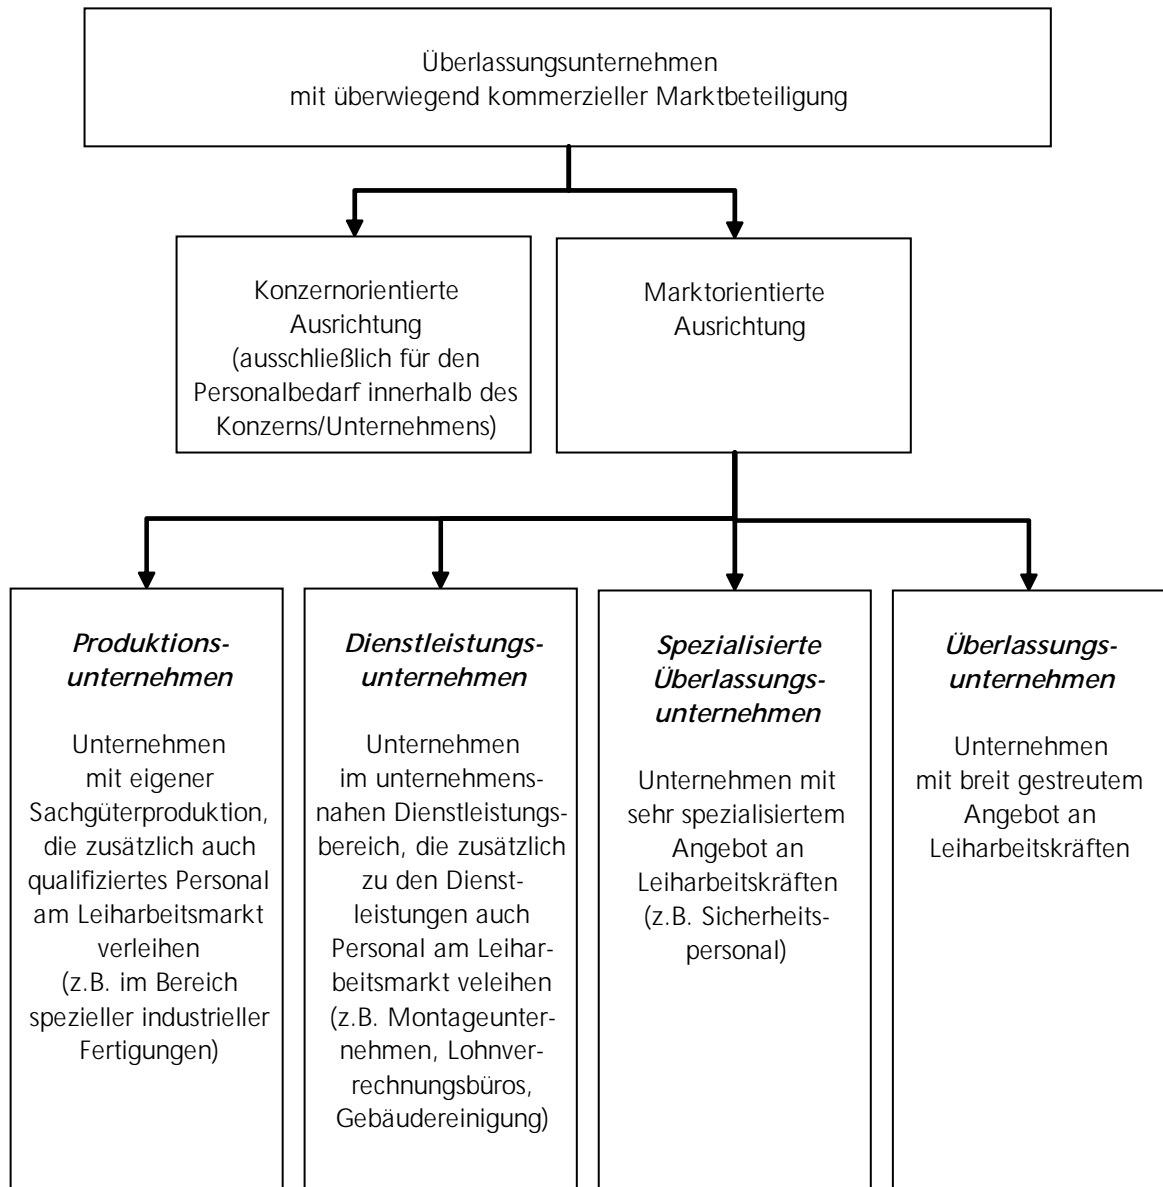 Überlassungsunternehmen
mit überwiegend kommerzieller Marktbeteiligung
Konzernorientierte
Ausrichtung
(ausschließlich für den
Personalbedarf innerhalb des
Konzerns/Unternehmens)
Marktorientierte
Ausrichtung
Produktions-
unternehmen
Unternehmen
mit eigener
Sachgüterproduktion,
die zusätzlich auch
qualifiziertes Personal
am Leiharbeitsmarkt
verleihen
(z.B. im Bereich
spezieller industrieller
Fertigungen)
Dienstleistungs-
unternehmen
Unternehmen
im unternehmens-
nahen Dienstleistungs-
bereich, die zusätzlich
zu den Dienst-
leistungen auch
Personal am Leihar-
beitsmarkt veleihen
(z.B. Montageunter-
nehmen, Lohnver-
rechnungsbüros,
Gebäudereinigung)
Spezialisierte
Überlassungs-
unternehmen
Unternehmen mit
sehr spezialisiertem
Angebot an
Leiharbeitskräften
(z.B. Sicherheits-
personal)
Überlassungs-
unternehmen
Unternehmen
mit breit gestreutem
Angebot an
Leiharbeitskräften